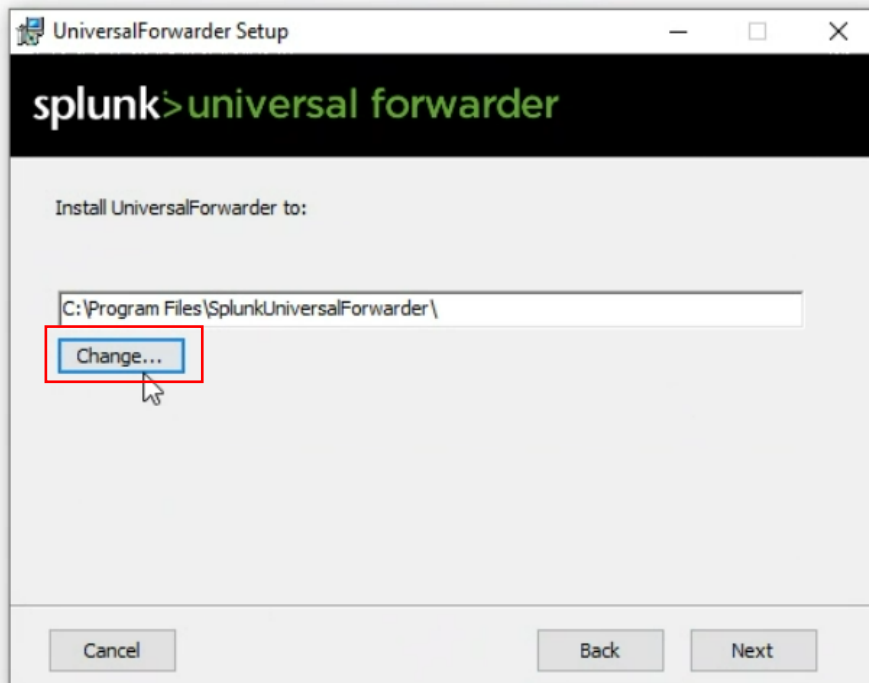 UniversalForwarder Setup
splunk>universal forwarder
Install UniversalForwarder to:
C:\Program Files\SplunkUniversalForwarder\
Change...
Cancel Back Next